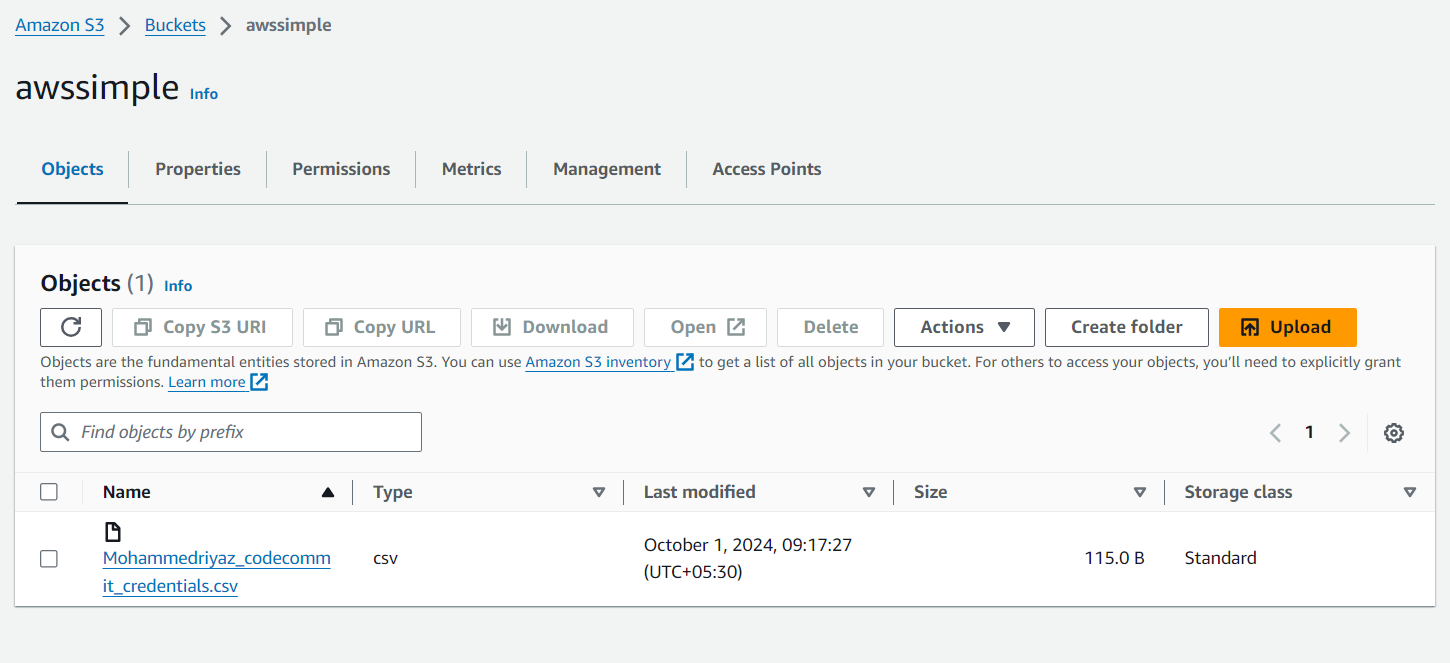 Amazon S3 > Buckets > awssimple
awssimple Info
Objects Properties Permissions Metrics Management Access Points
Objects (1) Info
Copy S3 URI Copy URL Download Open Delete Actions Create folder Upload
Objects are the fundamental entities stored in Amazon S3. You can use Amazon S3 inventory to get a list of all objects in your bucket. For others to access your objects, you’ll need to explicitly grant
them permissions. Learn more
Find objects by prefix
1
Name Type Last modified Size Storage class
Mohammedriyaz_codecomm
it_credentials.csv
csv
October 1, 2024, 09:17:27
(UTC+05:30)
115.0 B
Standard